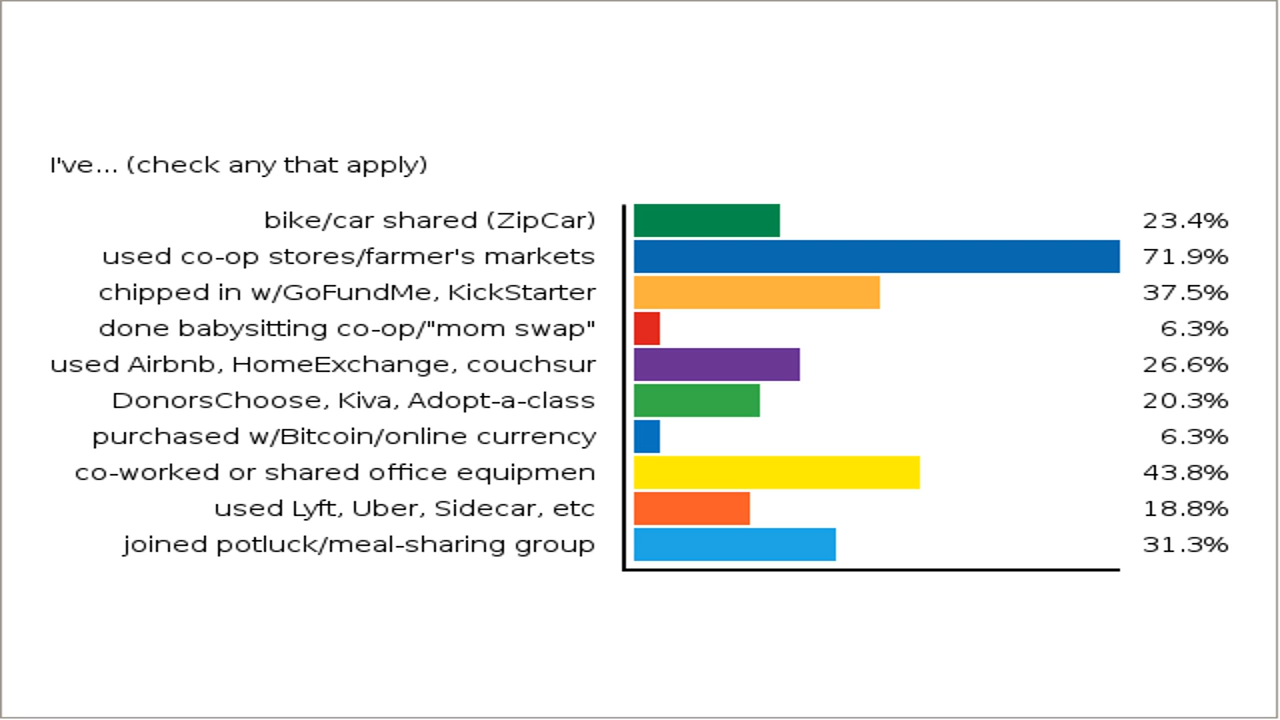 I've... (check any that apply)
bike/car shared (ZipCar) 23.4%
used co-op stores/farmer's markets 71.9%
chipped in w/GoFundMe, KickStarter 37.5%
done babysitting co-op/"mom swap" 6.3%
used Airbnb, HomeExchange, couchsur 26.6%
DonorsChoose, Kiva, Adopt-a-class 20.3%
purchased w/Bitcoin/online currency 6.3%
co-worked or shared office equipmen 43.8%
used Lyft, Uber, Sidecar, etc 18.8%
joined potluck/meal-sharing group 31.3%